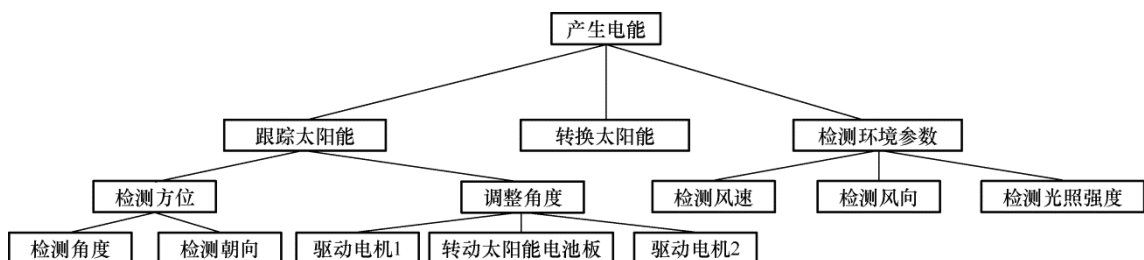 产生电能
跟踪太阳能
转换太阳能
检测环境参数
检测方位
调整角度
检测风速
检测风向
检测光照强度
检测角度
检测朝向
驱动电机1
转动太阳能电池板
驱动电机2